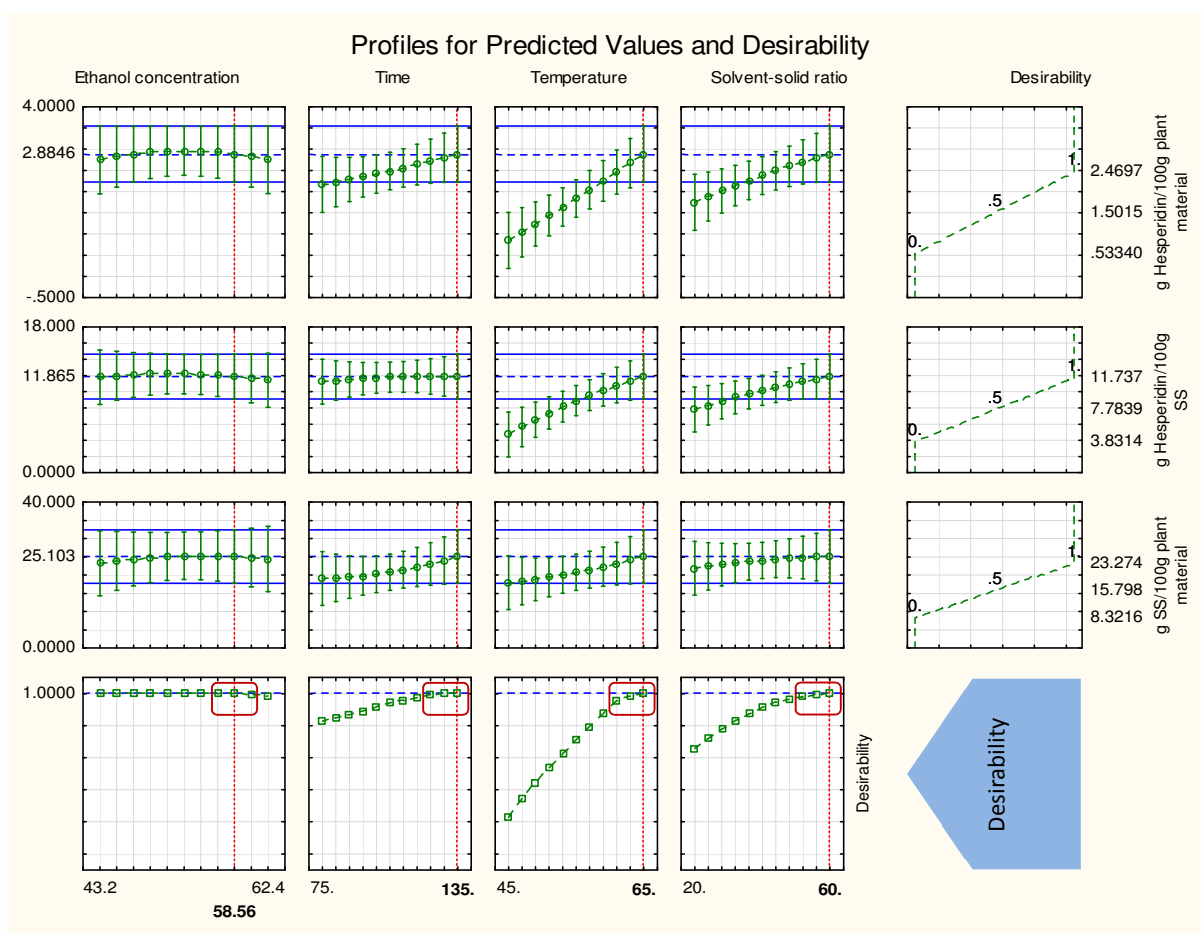 Profiles for Predicted Values and Desirability
Ethanol concentration
Time
Temperature
Solvent-solid ratio
Desirability
4.0000
2.8846
-.5000
1.
.5
0.
2.4697
1.5015
.53340
g Hesperidin/100g plant
material
18.000
11.865
0.0000
1.
.5
0.
11.737
7.7839
3.8314
g Hesperidin/100g
SS
40.000
25.103
0.0000
1.
.5
0.
23.274
15.798
8.3216
g SS/100g plant
material
1.0000
Desirability
Desirability
43.2
58.56
62.4
75.
135.
45.
65.
20.
60.